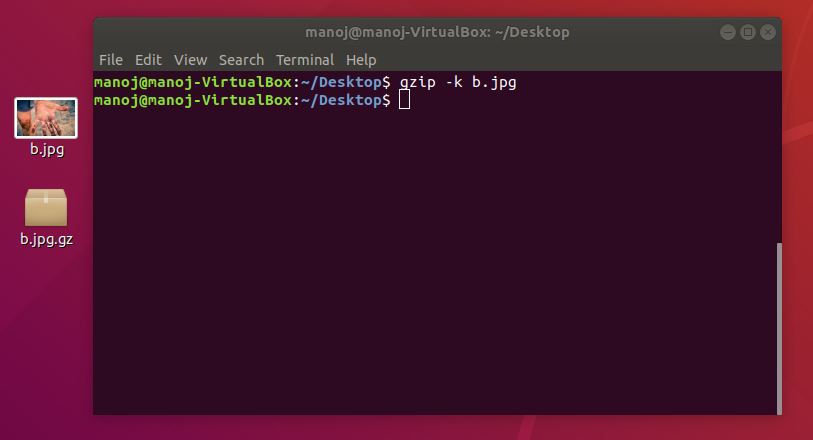 manoj@manoj-VirtualBox: ~/Desktop
File Edit View Search Terminal Help
manoj@manoj-VirtualBox:~/Desktop$ gzip -k b.jpg
manoj@manoj-VirtualBox:~/Desktop$
b.jpg
b.jpg.gz